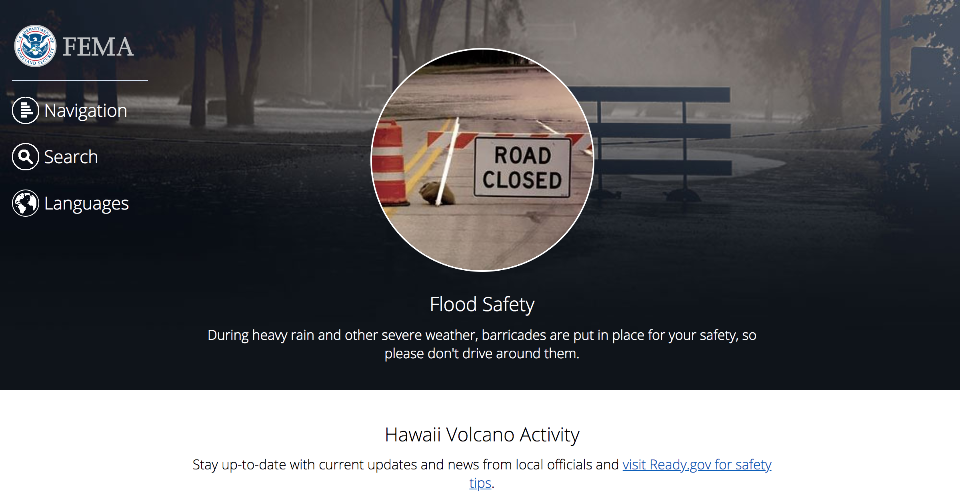 FEMA
Navigation
Search
Languages
ROAD
CLOSED
Flood Safety
During heavy rain and other severe weather, barricades are put in place for your safety, so
please don't drive around them.
Hawaii Volcano Activity
Stay up-to-date with current updates and news from local officials and visit Ready.gov for safety
tips.